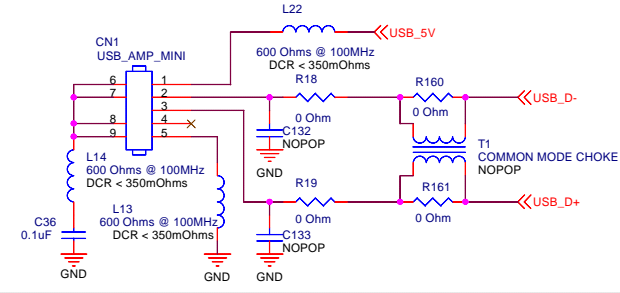 L22
USB_5V
CN1
USB_AMP_MINI
600 Ohms @ 100MHz
DCR < 350mOhms
6
7
8
9
1
2
3
4
5
R18
0 Ohm
R160
0 Ohm
USB_D-
C132
NOPOP
GND
T1
COMMON MODE CHOKE
NOPOP
L14
600 Ohms @ 100MHz
DCR < 350mOhms
R19
0 Ohm
R161
0 Ohm
USB_D+
L13
600 Ohms @ 100MHz
DCR < 350mOhms
C36
0.1uF
C133
NOPOP
GND
GND
GND